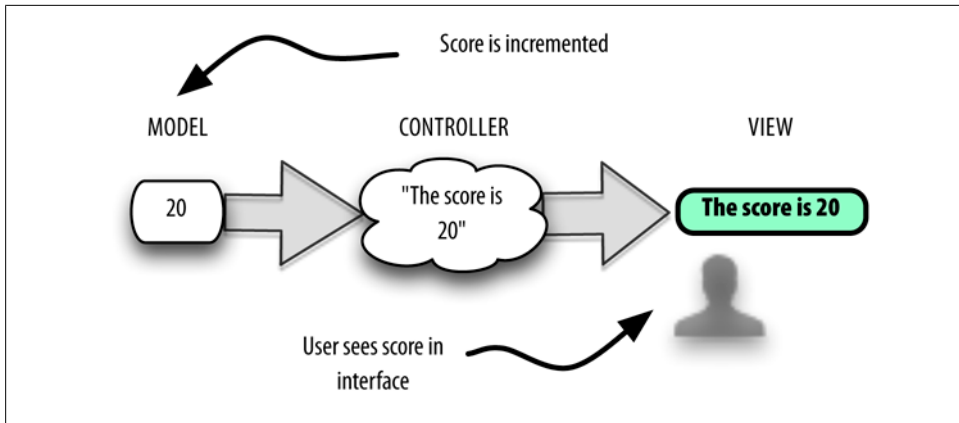 Score is incremented
MODEL
CONTROLLER
VIEW
20
"The score is
20"
The score is 20
User sees score in
interface